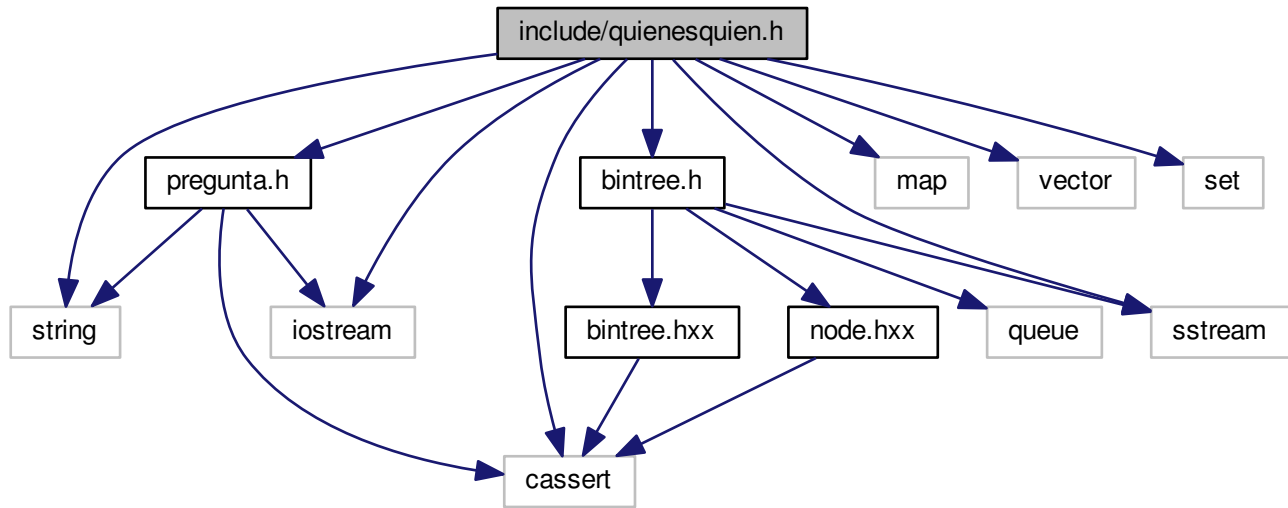 include/quienesquien.h
pregunta.h
bintree.h
map
vector
set
string
iostream
bintree.hxx
node.hxx
queue
sstream
cassert